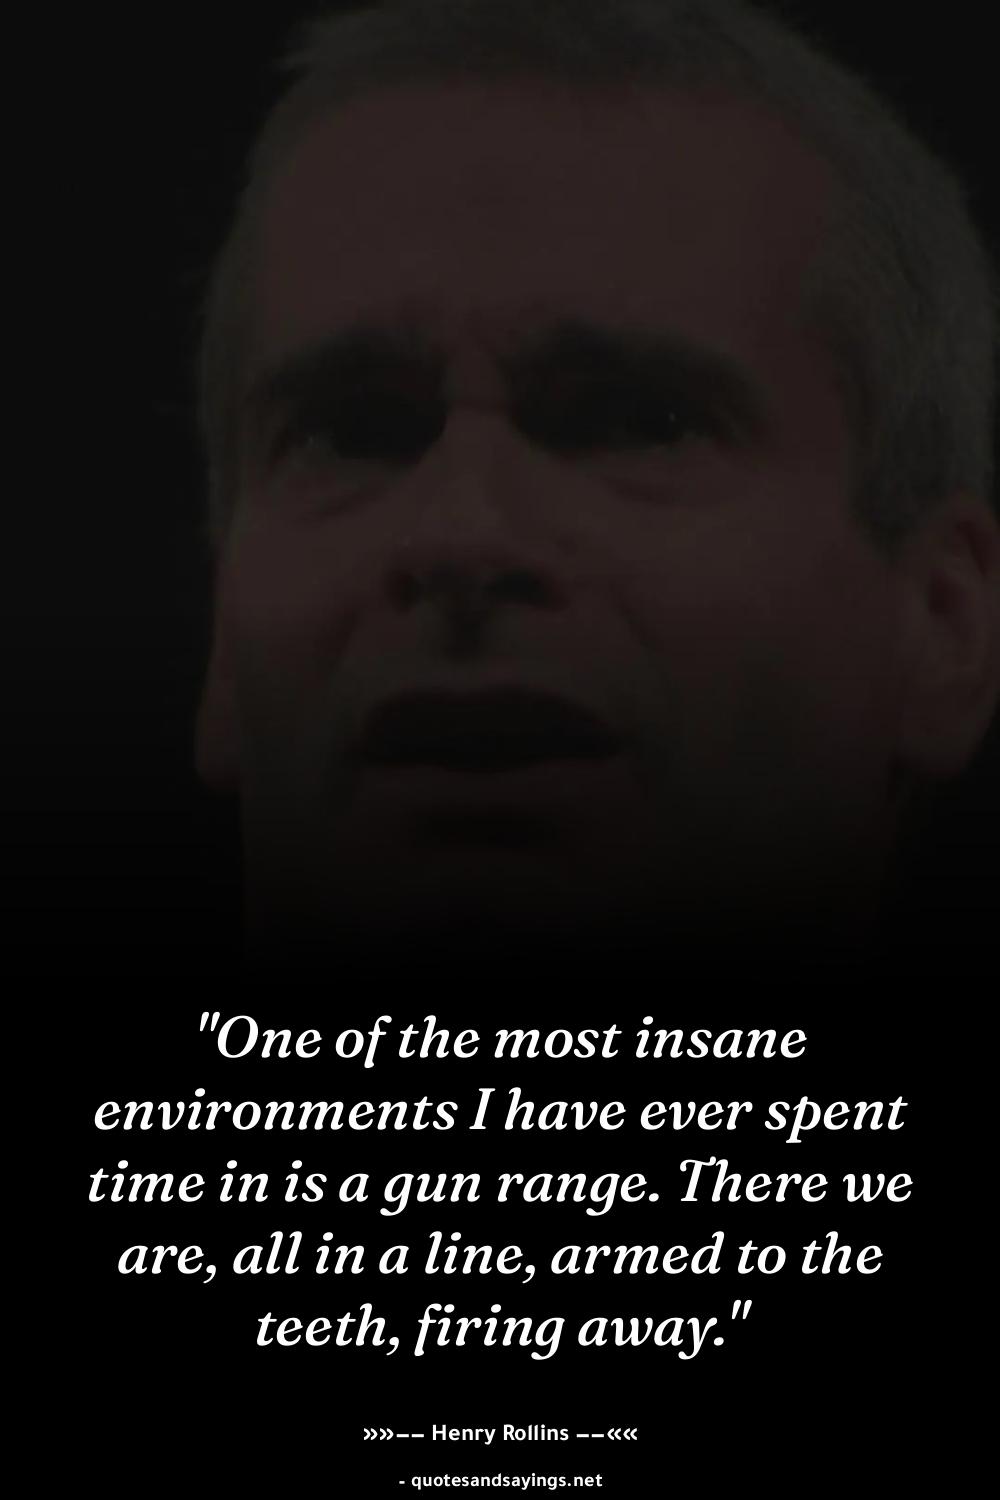 "One of the most insane
environments I have ever spent
time in is a gun range. There we
are, all in a line, armed to the
teeth, firing away."
»»–– Henry Rollins ––««
- quotesandsayings.net